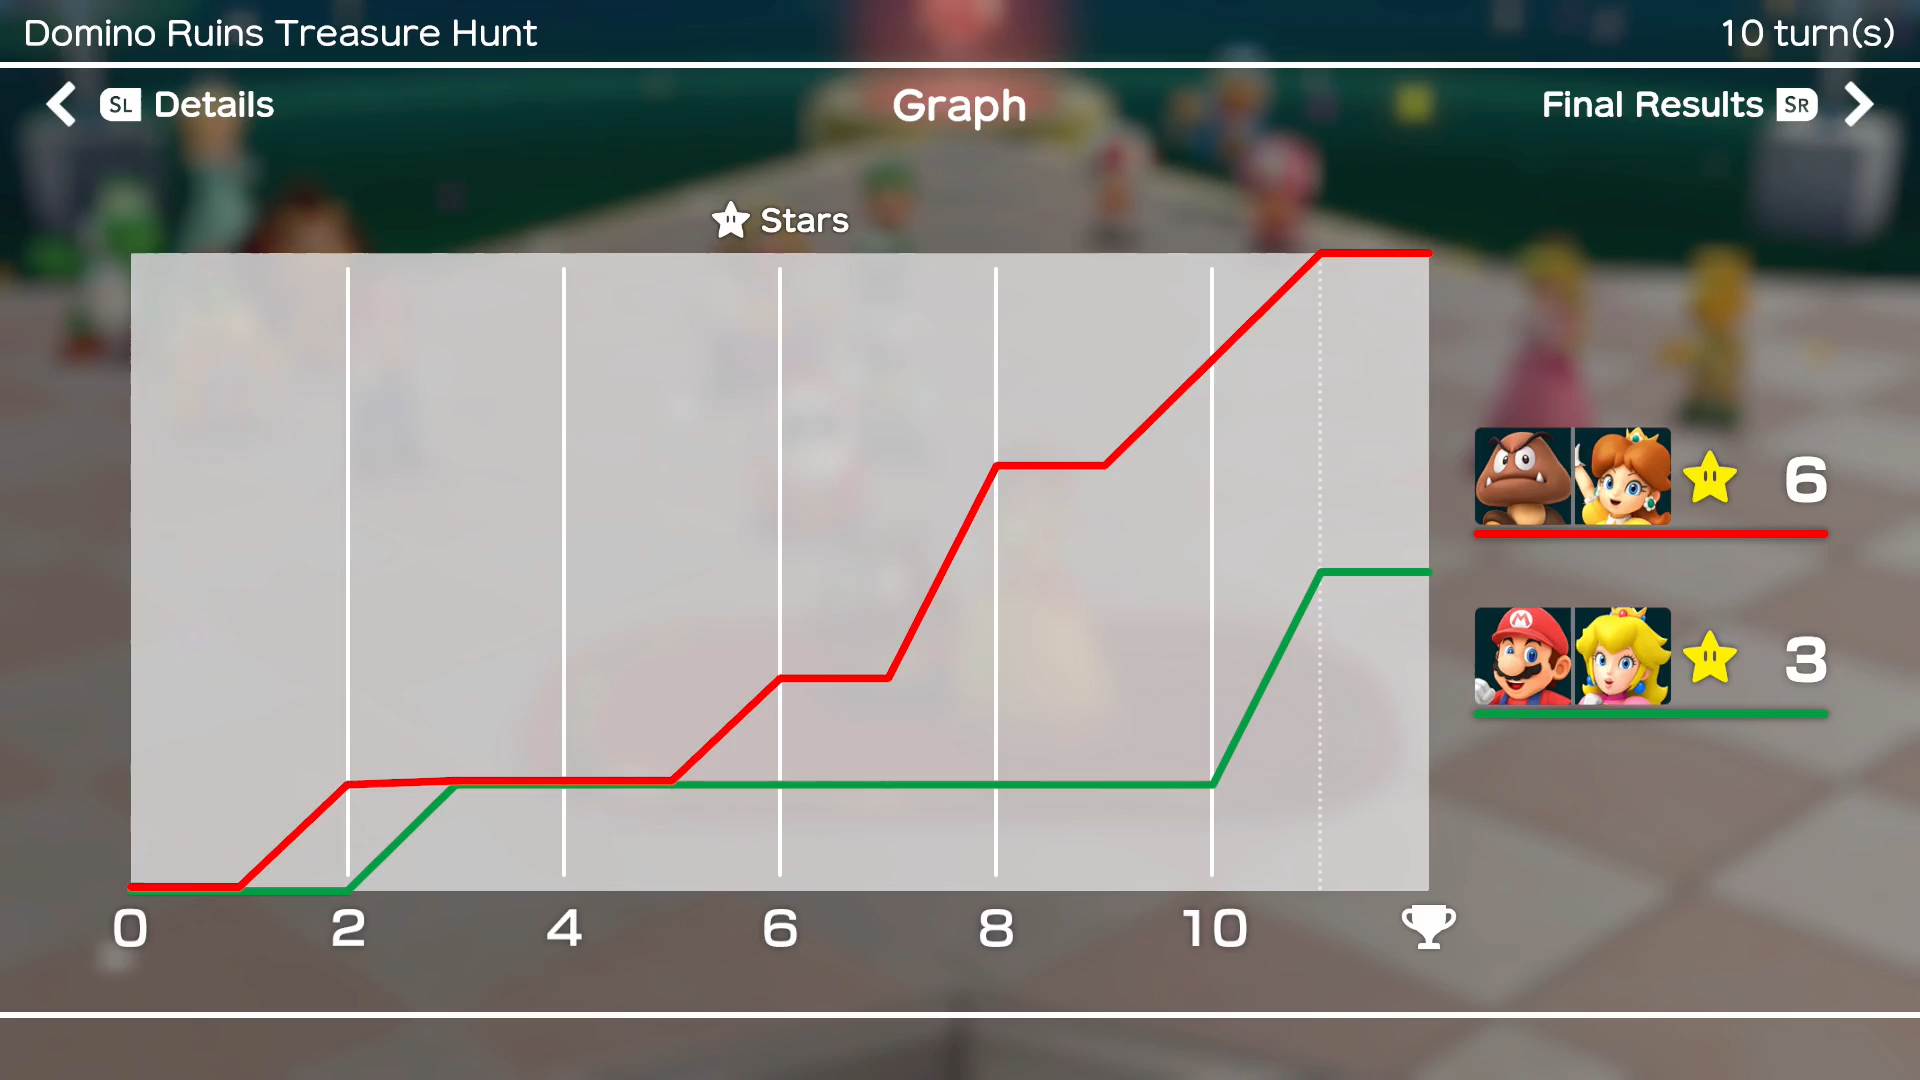 Domino Ruins Treasure Hunt
10 turn(s)
SL Details
Graph
Final Results SR
Stars
6
3
0 2 4 6 8 10